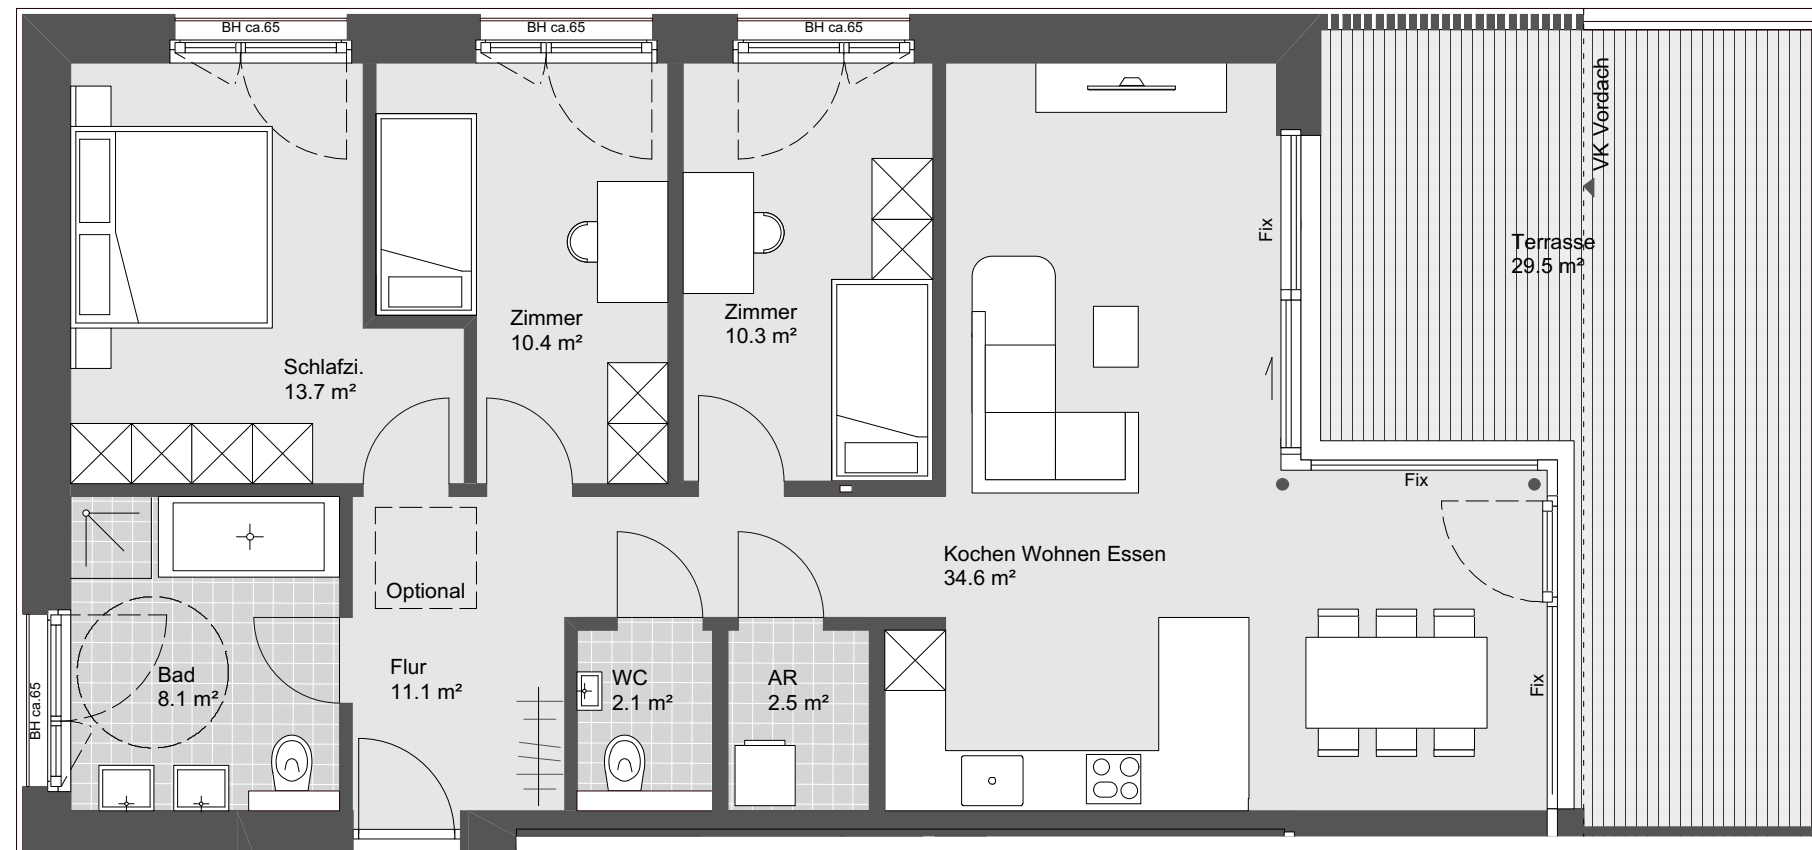 BH ca.65
BH ca.65
BH ca.65
VK Vordach
Fix
Terrasse
29.5 m²
Zimmer
10.4 m²
Zimmer
10.3 m²
Schlafzi.
13.7 m²
Fix
Kochen Wohnen Essen
34.6 m²
Optional
Flur
11.1 m²
Bad
8.1 m²
WC
2.1 m²
AR
2.5 m²
Fix
BH ca.65